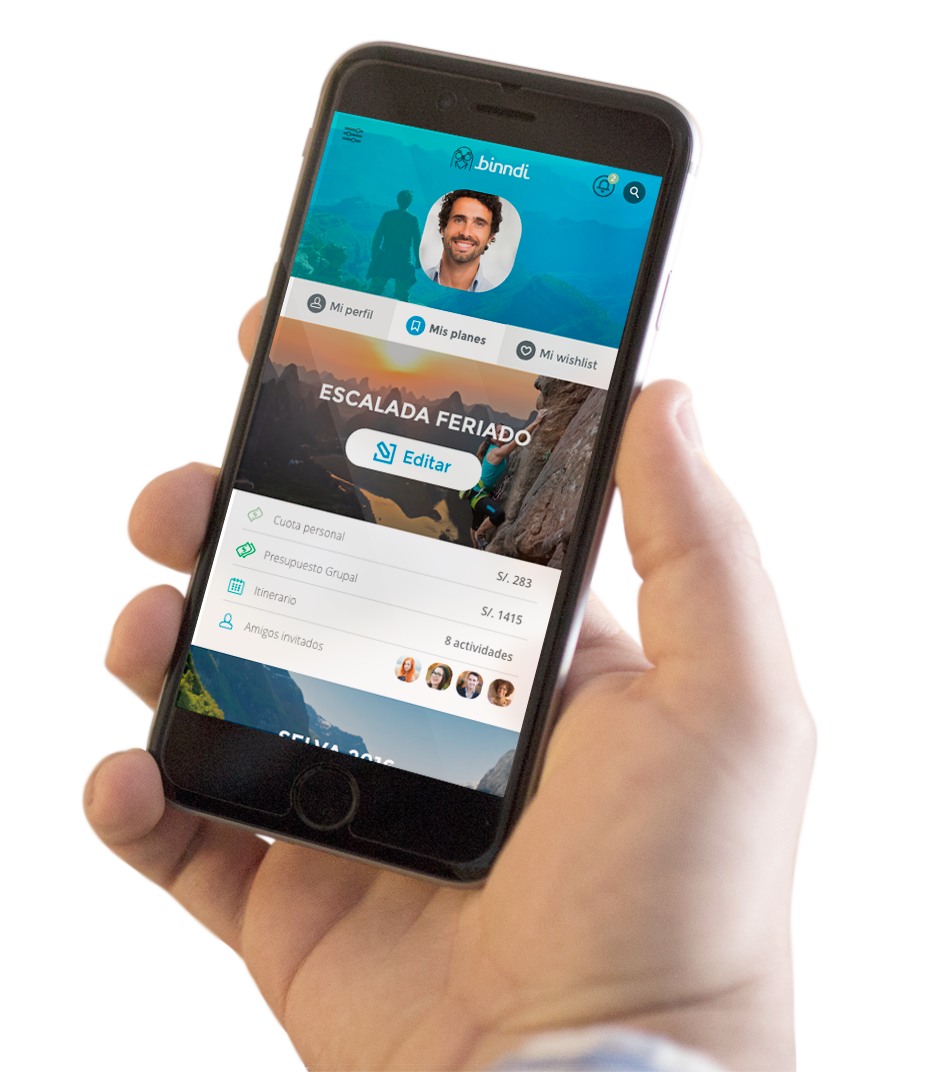 binndi
2
Mi perfil
Mis planes
Mi wishlist
ESCALADA FERIADO
Editar
Cuota personal
S/. 283
Presupuesto Grupal
S/. 1415
Itinerario
8 actividades
Amigos invitados
SELVA 2016